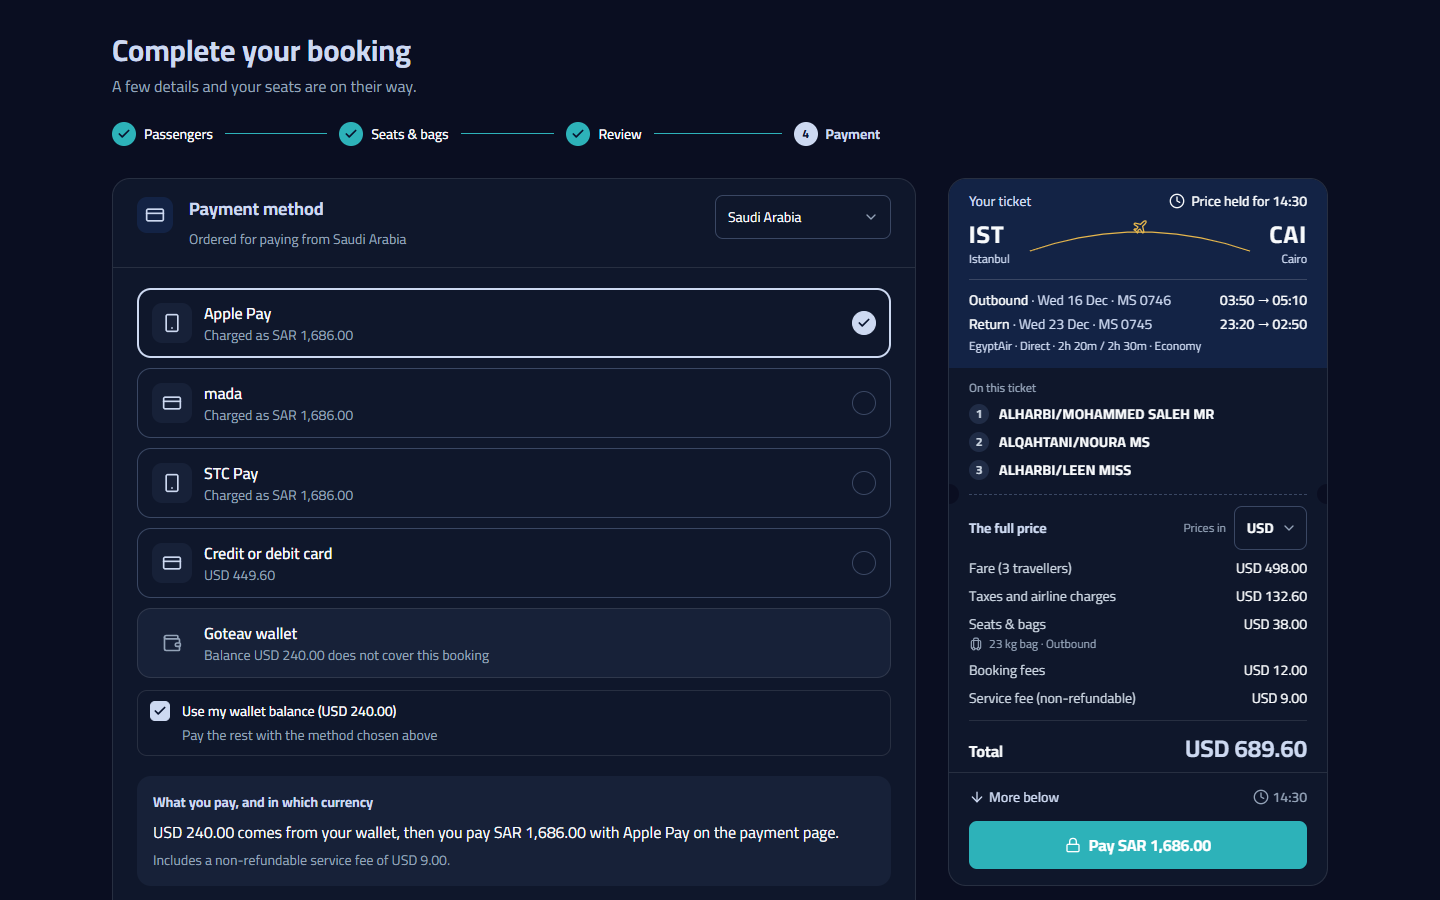 Complete your booking
A few details and your seats are on their way.
Passengers
Seats & bags
Review
4 Payment
Payment method
Ordered for paying from Saudi Arabia
Saudi Arabia
Apple Pay
Charged as SAR 1,686.00
mada
Charged as SAR 1,686.00
STC Pay
Charged as SAR 1,686.00
Credit or debit card
USD 449.60
Goteav wallet
Balance USD 240.00 does not cover this booking
Use my wallet balance (USD 240.00)
Pay the rest with the method chosen above
What you pay, and in which currency
USD 240.00 comes from your wallet, then you pay SAR 1,686.00 with Apple Pay on the payment page.
Includes a non-refundable service fee of USD 9.00.
Your ticket Price held for 14:30
IST CAI
Istanbul Cairo
Outbound · Wed 16 Dec · MS 0746 03:50 → 05:10
Return · Wed 23 Dec · MS 0745 23:20 → 02:50
EgyptAir · Direct · 2h 20m / 2h 30m · Economy
On this ticket
1 ALHARBI/MOHAMMED SALEH MR
2 ALQAHTANI/NOURA MS
3 ALHARBI/LEEN MISS
The full price Prices in USD
Fare (3 travellers) USD 498.00
Taxes and airline charges USD 132.60
Seats & bags USD 38.00
23 kg bag · Outbound
Booking fees USD 12.00
Service fee (non-refundable) USD 9.00
Total USD 689.60
More below 14:30
Pay SAR 1,686.00